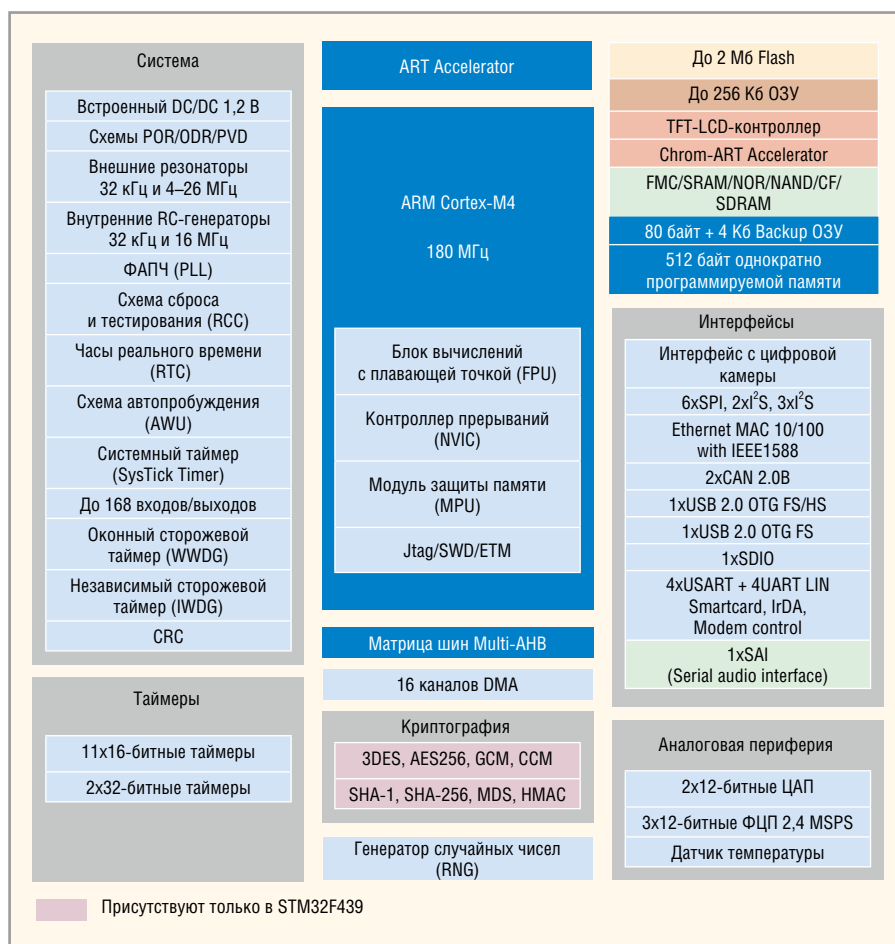 Система
Встроенный DC/DC 1,2 В
Схемы POR/ODR/PVD
Внешние резонаторы
32 кГц и 4–26 МГц
Внутренние RC-генераторы
32 кГц и 16 МГц
ФАПЧ (PLL)
Схема сброса
и тестирования (RCC)
Часы реального времени
(RTC)
Схема автопробуждения
(AWU)
Системный таймер
(SysTick Timer)
До 168 входов/выходов
Оконный сторожевой
таймер (WWDG)
Независимый сторожевой
таймер (IWDG)
CRC
Таймеры
11x16-битные таймеры
2x32-битные таймеры
ART Accelerator
ARM Cortex-M4
180 МГц
Блок вычислений
с плавающей точкой (FPU)
Контроллер прерываний
(NVIC)
Модуль защиты памяти
(MPU)
Jtag/SWD/ETM
Матрица шин Multi-AHB
16 каналов DMA
Криптография
3DES, AES256, GCM, CCM
SHA-1, SHA-256, MDS, HMAC
Генератор случайных чисел
(RNG)
До 2 Мб Flash
До 256 Кб ОЗУ
TFT-LCD-контроллер
Chrom-ART Accelerator
FMC/SRAM/NOR/NAND/CF/
SDRAM
80 байт + 4 Кб Backup ОЗУ
512 байт однократно
программируемой памяти
Интерфейсы
Интерфейс с цифровой
камеры
6xSPI, 2xI²S, 3xI²S
Ethernet MAC 10/100
with IEEE1588
2xCAN 2.0B
1xUSB 2.0 OTG FS/HS
1xUSB 2.0 OTG FS
1xSDIO
4xUSART + 4UART LIN
Smartcard, IrDA,
Modem control
1xSAI
(Serial audio interface)
Аналоговая периферия
2x12-битные ЦАП
3x12-битные ФЦП 2,4 MSPS
Датчик температуры
Присутствуют только в STM32F439